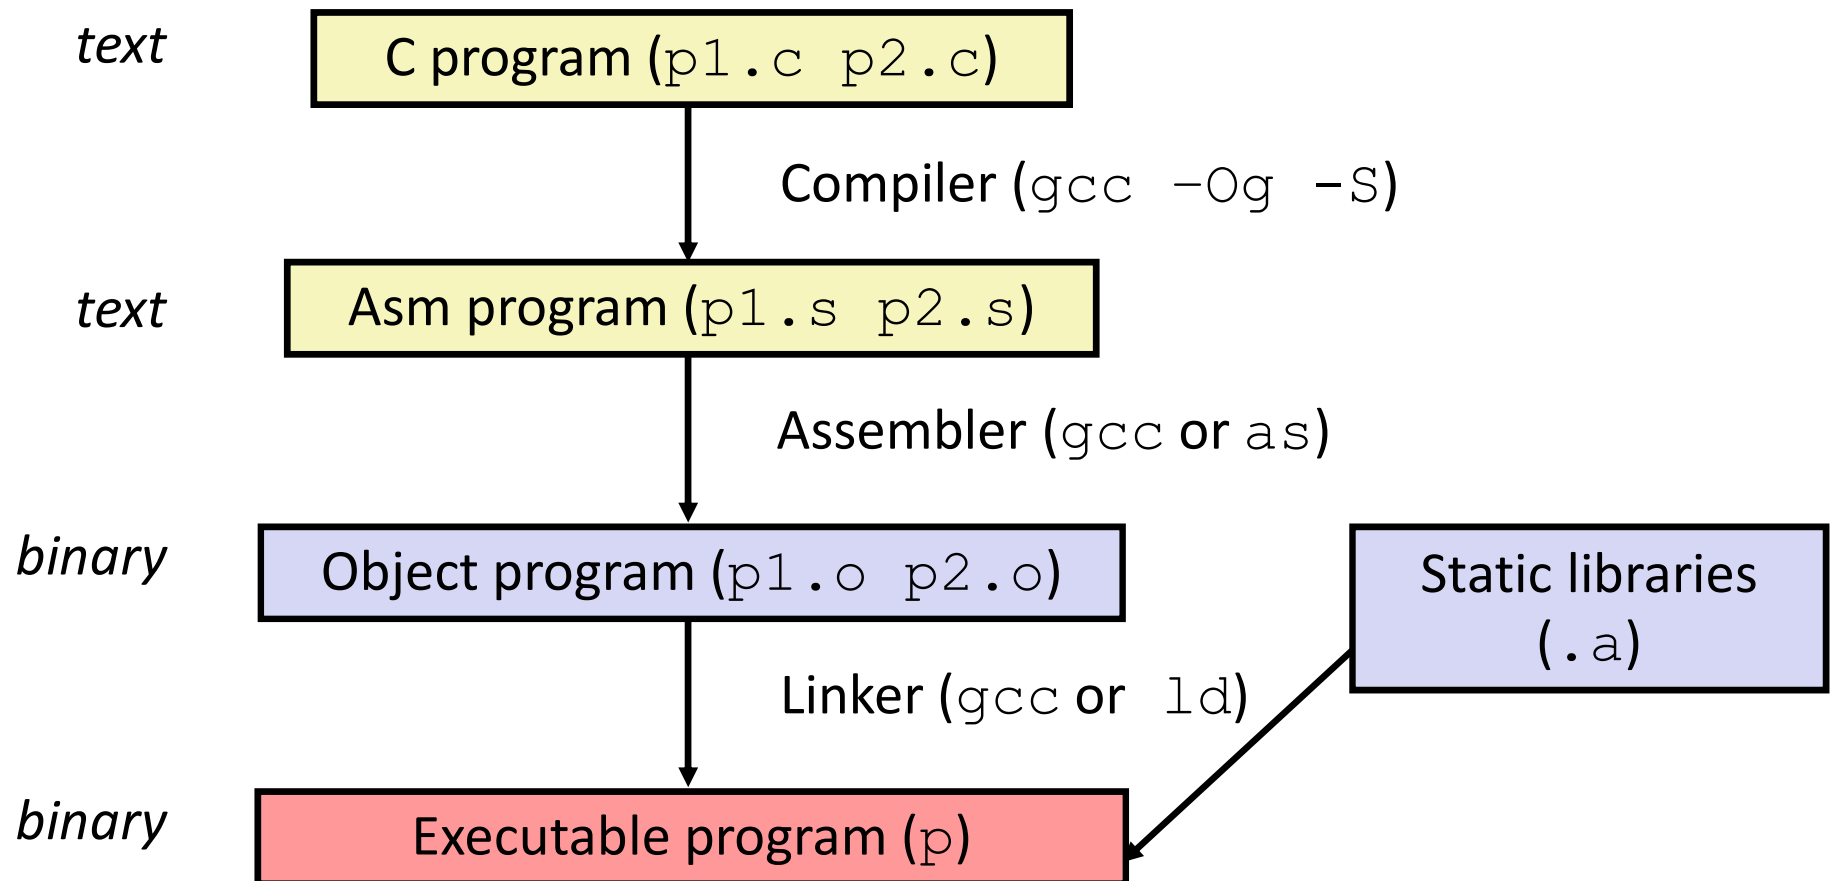 text
C program (p1.c p2.c)
Compiler (gcc –Og -S)
text
Asm program (p1.s p2.s)
Assembler (gcc or as)
binary
Object program (p1.o p2.o)
Static libraries
(.a)
Linker (gcc or ld)
binary
Executable program (p)